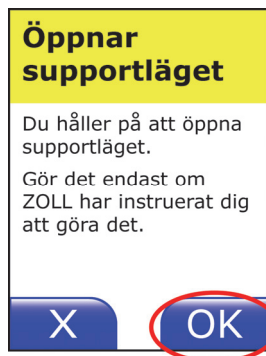 Öppnar
supportläget
Du håller på att öppna
supportläget.
Gör det endast om
ZOLL har instruerat dig
att göra det.
X OK